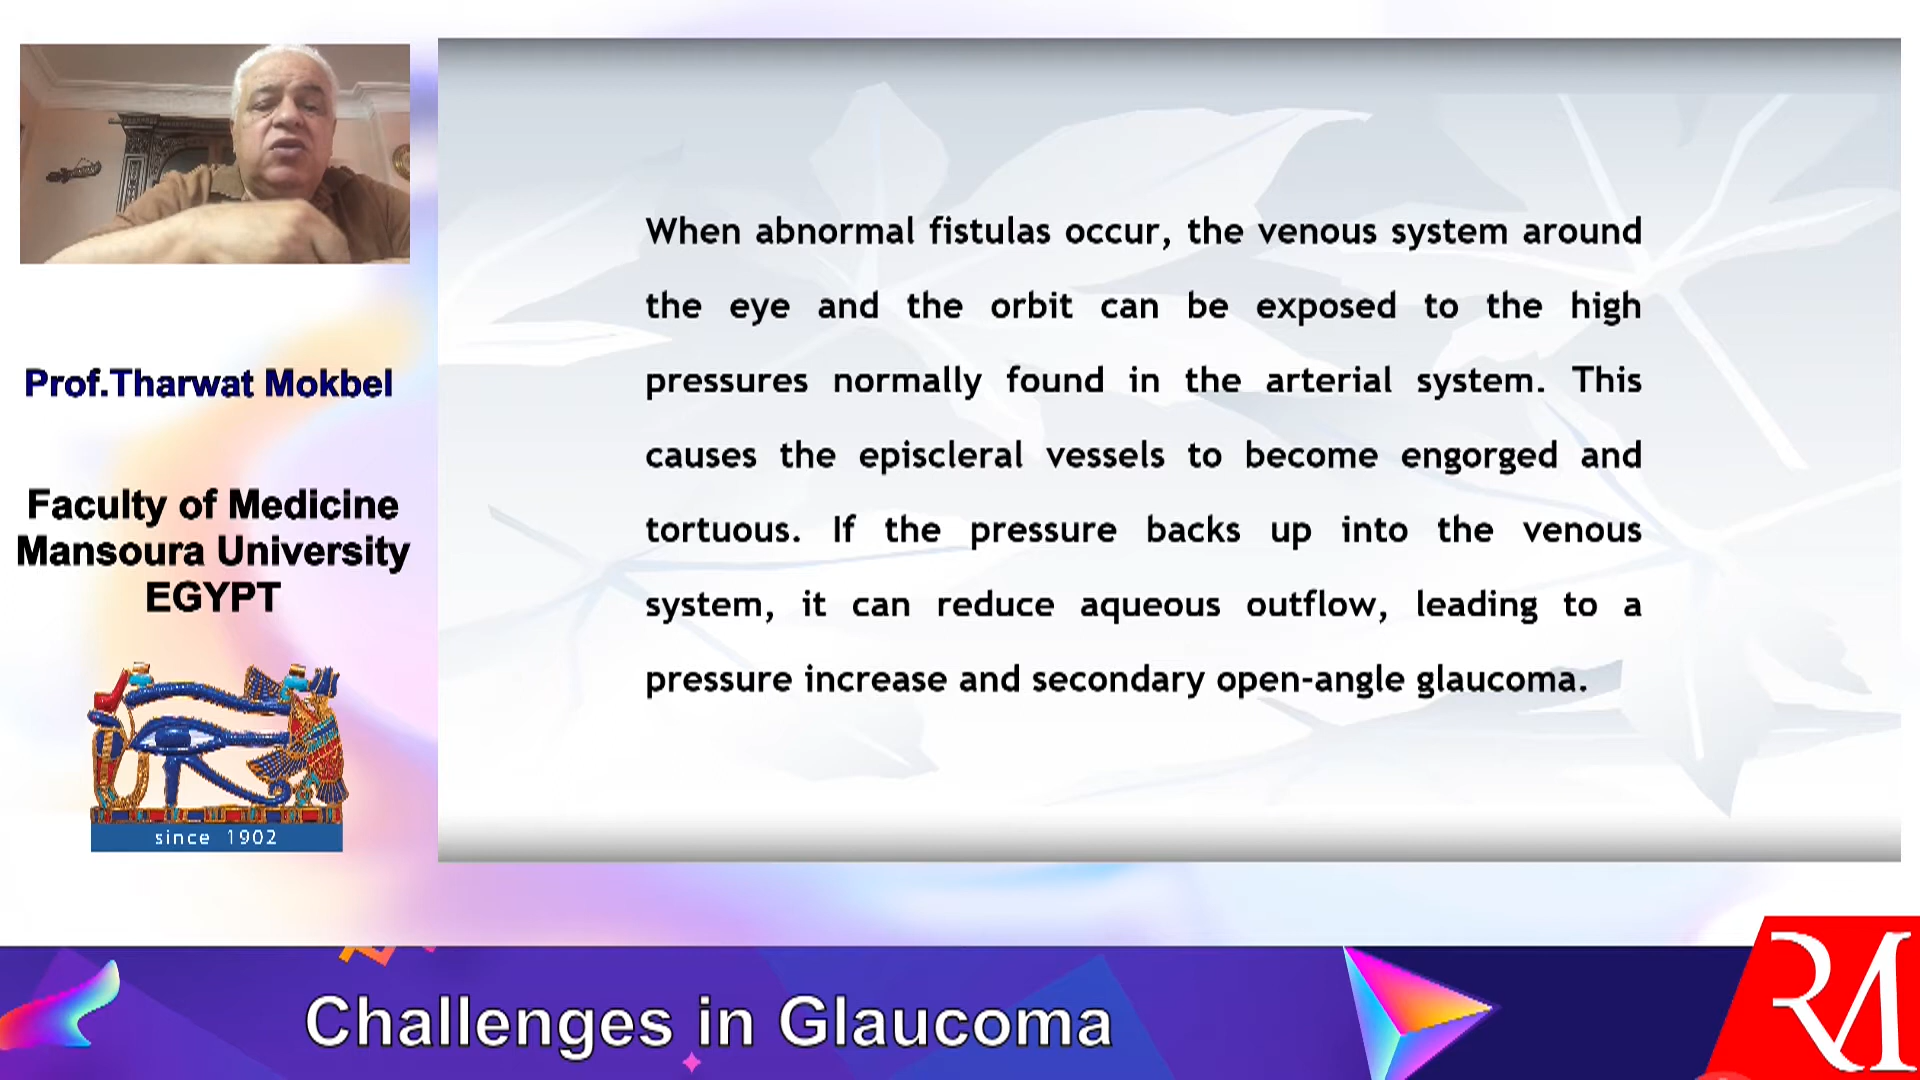 Prof.Tharwat Mokbel
Faculty of Medicine
Mansoura University
EGYPT
since 1902
When abnormal fistulas occur, the venous system around
the eye and the orbit can be exposed to the high
pressures normally found in the arterial system. This
causes the episcleral vessels to become engorged and
tortuous. If the pressure backs up into the venous
system, it can reduce aqueous outflow, leading to a
pressure increase and secondary open-angle glaucoma.
Challenges in Glaucoma
RM